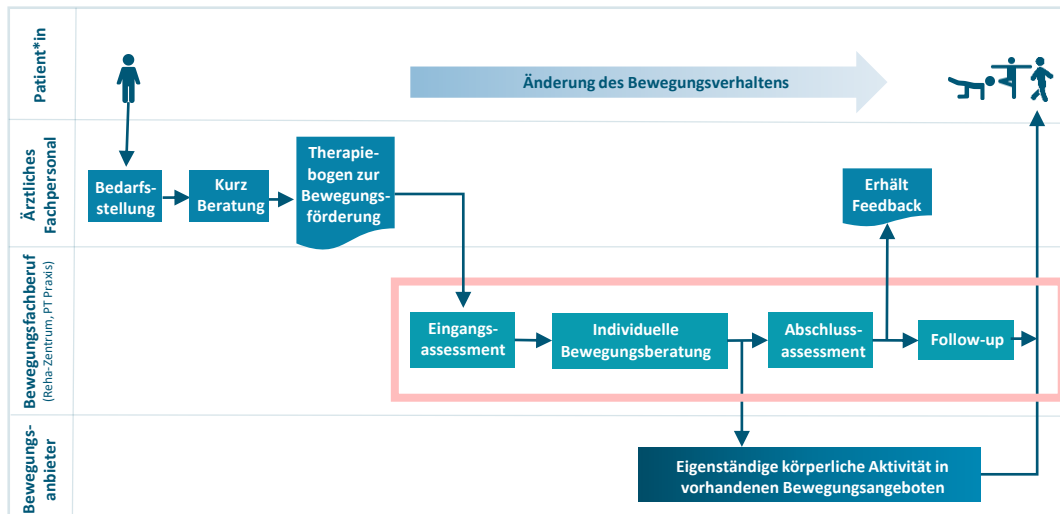 Patient*in
Änderung des Bewegungsverhaltens
Ärztliches
Fachpersonal
Bedarfs-
stellung
Kurz
Beratung
Therapie-
bogen zur
Bewegungs-
förderung
Erhält
Feedback
Bewegungsfachberuf
(Reha-Zentrum, PT Praxis)
Eingangs-
assessment
Individuelle
Bewegungsberatung
Abschluss-
assessment
Follow-up
Bewegungs-
anbieter
Eigenständige körperliche Aktivität in
vorhandenen Bewegungsangeboten